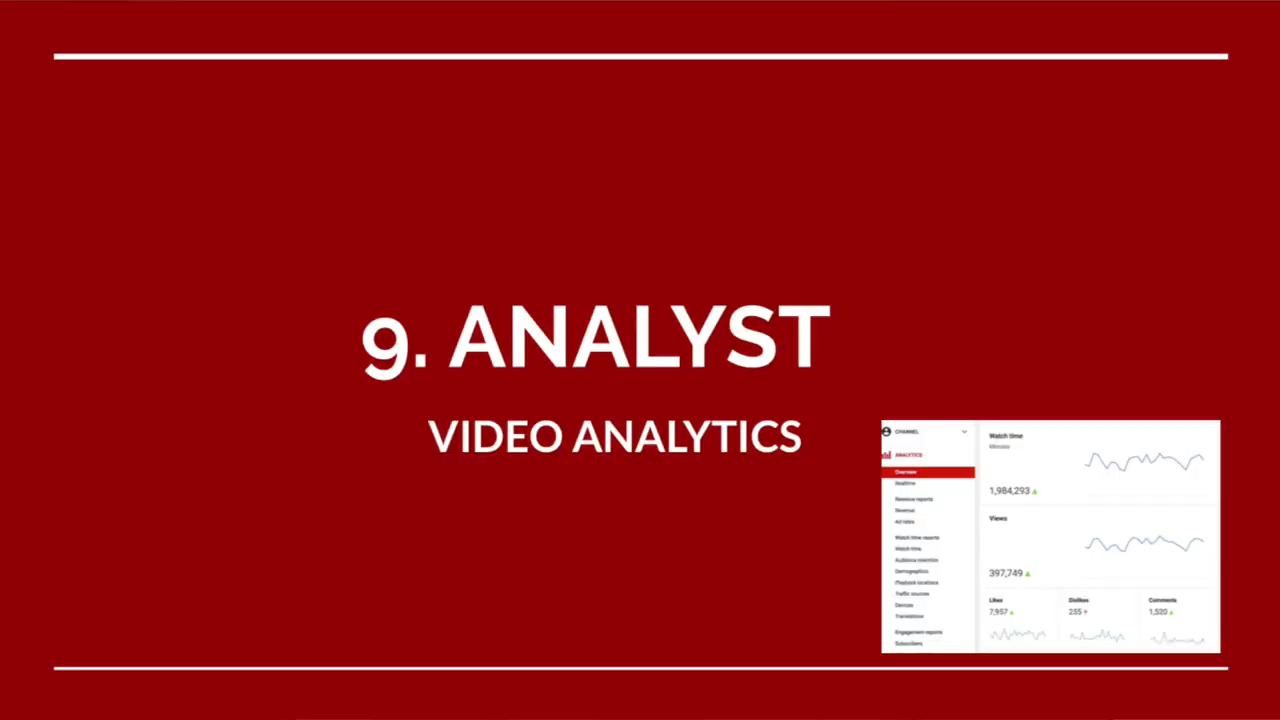 9. ANALYST
VIDEO ANALYTICS
CHANNEL
ANALYTICS
Overview
Realtime
Revenue reports
Revenue
Ad rates
Watch time reports
Watch time
Audience retention
Demographics
Playback locations
Traffic sources
Devices
Translations
Engagement reports
Subscribers
Watch time
Minutes
1,984,293
Views
397,749
Likes Dislikes Comments
7,957 255 1,520